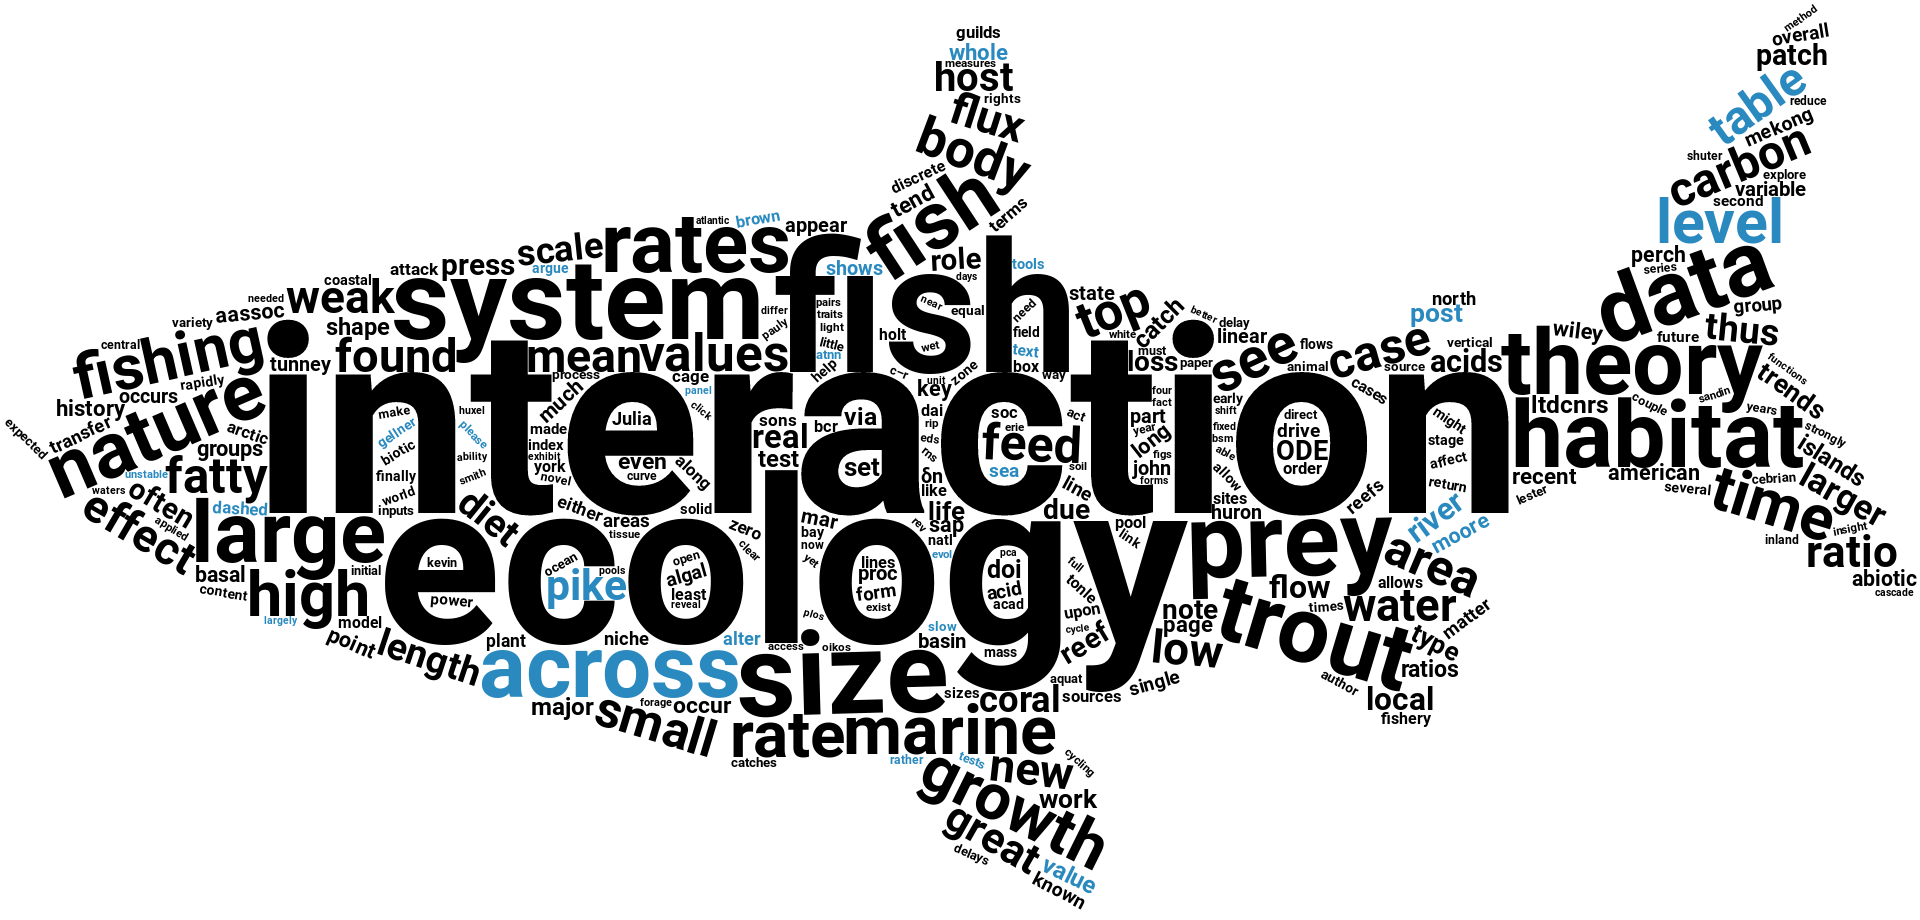 method
overall
patch
table
reduce
mekong
shuter
carbon
explore
variable
second
level
perch
series
data
group
guilds
whole
measures
host
rights
flux
body
discrete
tend
fish
terms
atlantic
brown
appear
rates
scale
argue
press
attack
coastal
weak
system
fish
shows
role
days
tools
near
equal
need
field
text
box
way
holt
wet
differ
pauly
pairs
traits
light
little
atnn
help
needed
aassoc
variety
shape
central
fishing
tunney
found
mean
values
state
top
catch
white
better
delay
linear
must
loss
paper
see
flows
animal
case
source
north
post
vertical
acids
wiley
theory
future
thus
functions
trends
sandin
years
couple
ltdcnrs
strongly
islands
habitat
rapidly
occurs
history
nature
transfer
expected
arctic
groups
unstable
fatty
waters
often
applied
effect
dashed
large
interaction
make
gellner
biotic
finally
world
inputs
huxel
please
ability
smith
process
much
made
index
exhibit
york
novel
cage
panel
click
Julia
even
curve
along
either
areas
tissue
solid
diet
sons
real
test
bcr
via
set
c–r
unit
zone
key
dai
rip
eds
rns
δn
like
life
soc
erie
feed
sea
act
soil
line
due
four
fact
part
year
long
figs
john
forms
early
shift
fixed
bsm
able
allow
sites
huron
direct
drive
ODE
order
cases
reefs
might
stage
affect
return
river
moore
recent
lester
american
several
cebrian
larger
time
insight
inland
ratio
abiotic
cascade
ecology
basal
content
high
initial
largely
model
point
length
kevin
power
ocean
pools
pike
open
algal
least
reveal
zero
clear
mar
bay
now
yet
plos
lines
proc
form
exist
rev
sap
natl
evol
pca
doi
acid
acad
full
tonle
upon
cycle
reef
pool
link
prey
area
allows
flow
times
water
matter
type
trout
ratios
author
local
fishery
note
page
low
single
plant
niche
alter
access
oikos
slow
basin
mass
aquat
sources
across
size
sizes
coral
major
forage
occur
small
rate
marine
catches
rather
tests
cycling
new
growth
work
great
delays
value
known